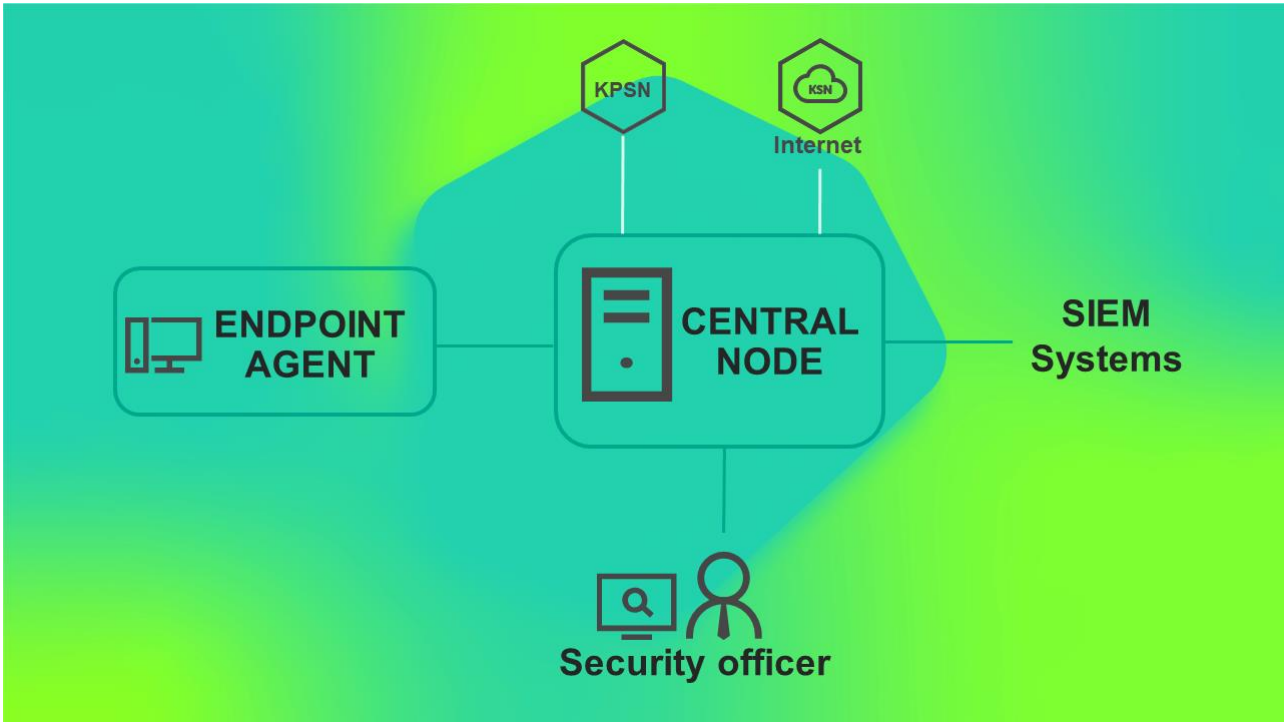 KPSN
KSN
Internet
ENDPOINT
AGENT
CENTRAL
NODE
SIEM
Systems
Security officer